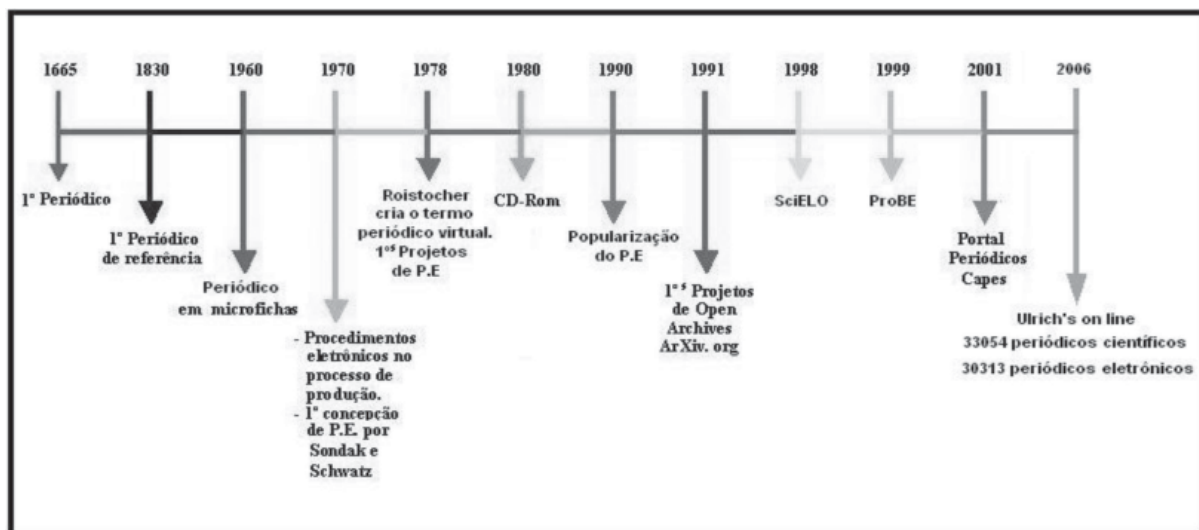 1665 1830 1960 1970 1978 1980 1990 1991 1998 1999 2001 2006
1º Periódico
1º Periódico
de referência
Periódico
em microfichas
- Procedimentos
eletrônicos no
processo de
produção.
- 1ª concepção
de P.E. por
Sondak e
Schwatz
Roistocher
cria o termo
periódico virtual.
1ºˢ Projetos
de P.E
CD-Rom
Popularização
do P.E
1ºˢ Projetos
de Open
Archives
ArXiv. org
SciELO
ProBE
Portal
Periódicos
Capes
Ulrich's on line
33054 periódicos científicos
30313 periódicos eletrônicos